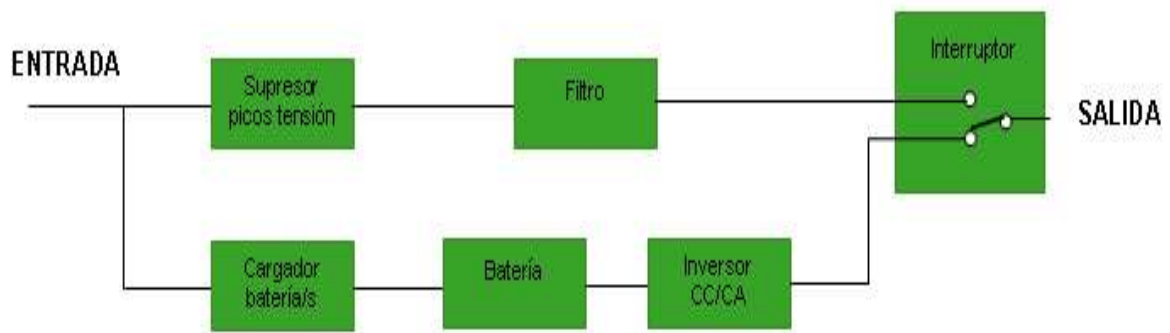 ENTRADA
Supresor
picos tensión
Filtro
Interruptor
SALIDA
Cargador
batería/s
Batería
Inversor
CC/CA